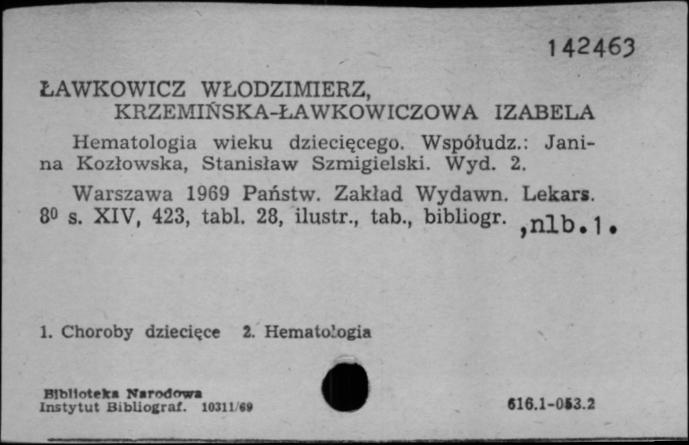 142463
ŁAWKOWICZ WŁODZIMIERZ,
KRZEMIŃSKA-ŁAWKOWICZOWA IZABELA
Hematologia wieku dziecięcego. Współudz.: Jani-
na Kozłowska, Stanisław Szmigielski. Wyd. 2.
Warszawa 1969 Państw. Zakład Wydawn. Lekars.
8⁰ s. XIV, 423, tabl. 28, ilustr., tab., bibliogr. ,nlb.1.
1. Choroby dziecięce 2. Hematologia
Biblioteka Narodowa
Instytut Bibliograf. 10311/69
616.1-053.2